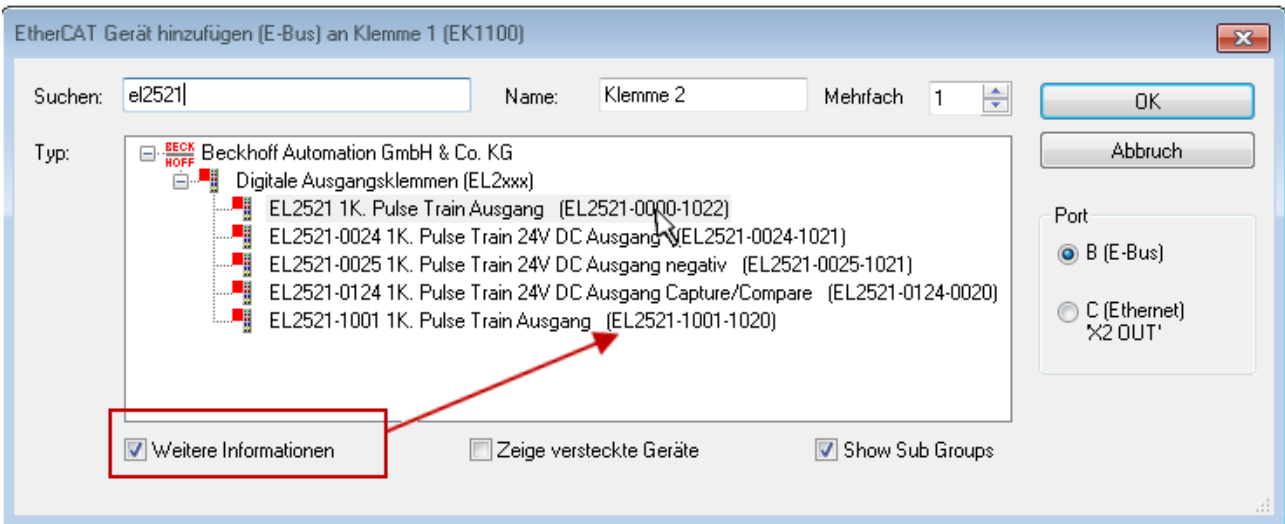 EtherCAT Gerät hinzufügen (E-Bus) an Klemme 1 (EK1100)
Suchen: el2521 Name: Klemme 2 Mehrfach 1 OK
Typ: BECKHOFF Beckhoff Automation GmbH & Co. KG Abbruch
Digitale Ausgangsklemmen (EL2xxx)
EL2521 1K. Pulse Train Ausgang (EL2521-0000-1022)
Port
EL2521-0024 1K. Pulse Train 24V DC Ausgang (EL2521-0024-1021)
B (E-Bus)
EL2521-0025 1K. Pulse Train 24V DC Ausgang negativ (EL2521-0025-1021)
EL2521-0124 1K. Pulse Train 24V DC Ausgang Capture/Compare (EL2521-0124-0020)
C (Ethernet)
EL2521-1001 1K. Pulse Train Ausgang (EL2521-1001-1020)
'X2 OUT'
Weitere Informationen Zeige versteckte Geräte Show Sub Groups